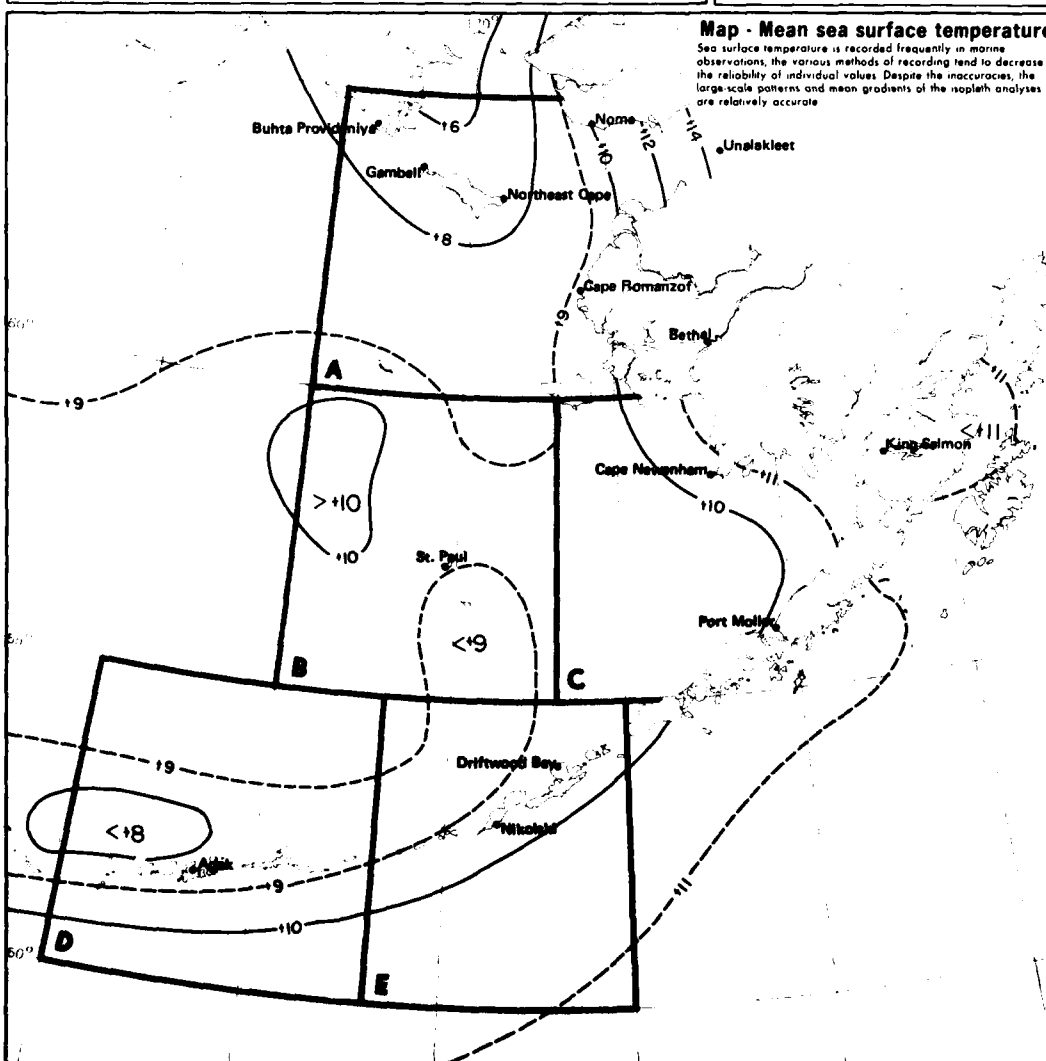 Map - Mean sea surface temperature
Sea surface temperature is recorded frequently in marine
observations, the various methods of recording tend to decrease
the reliability of individual values Despite the inaccuracies, the
large-scale patterns and mean gradients of the isopleth analyses
are relatively accurate
Buhta Provideniya
+6
Nome
+10
+12
+14
Unalakleet
Gambell
Northeast Cape
+8
Cape Romanzof
60°
+9
Bethel
A
+9
+11
<+11
King Salmon
Cape Newenham
+11
>+10
+10
+10
St. Paul
Port Moller
<+9
B
C
+9
Driftwood Bay
<+8
Nikolski
Adak
+9
+11
+10
D
50°
E